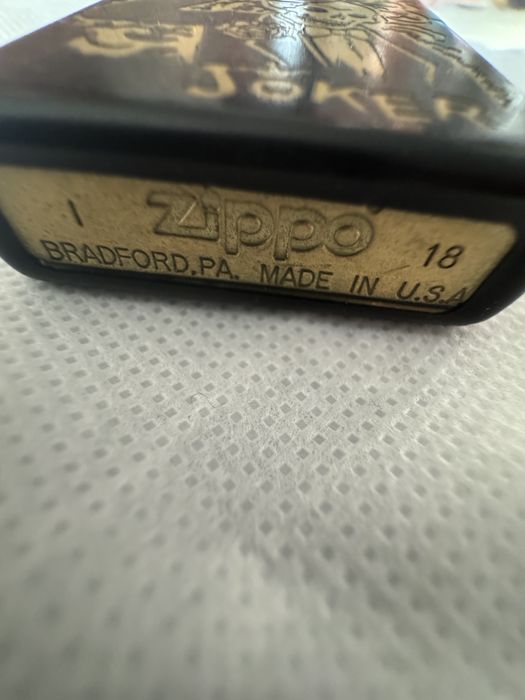 JOKER
I Zippo 18
BRADFORD,PA. MADE IN U.S.A